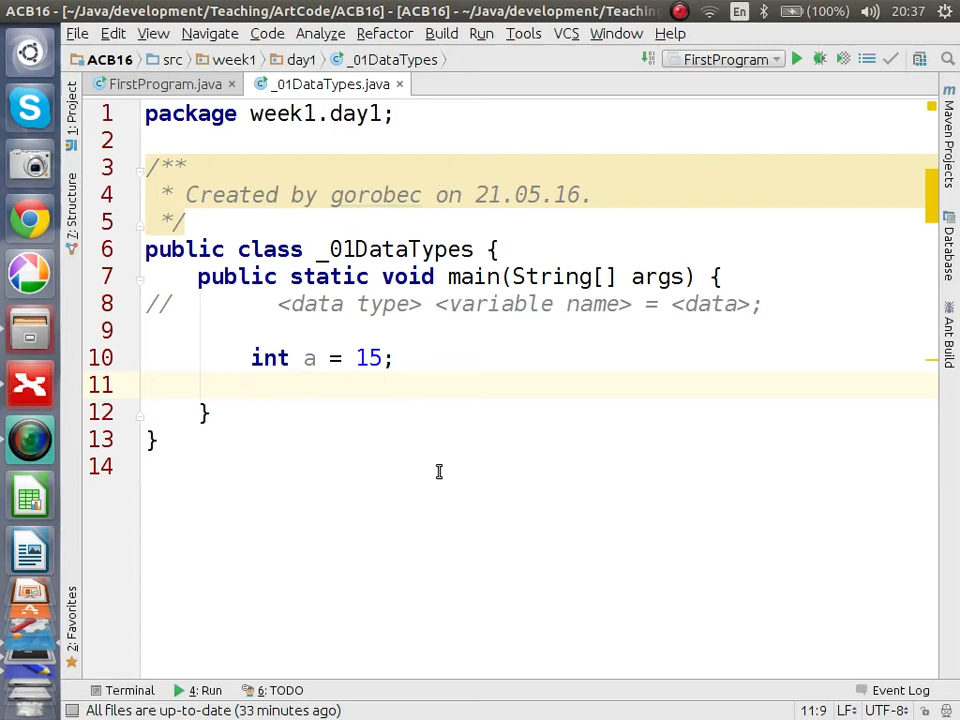 ACB16 - [~/Java/development/Teaching/ArtCode/ACB16] - [ACB16] - ~/Java/development/Teaching
En
(100%)
20:37
File Edit View Navigate Code Analyze Refactor Build Run Tools VCS Window Help
ACB16 src week1 day1 _01DataTypes
FirstProgram
FirstProgram.java × _01DataTypes.java ×
1: Project
7: Structure
2: Favorites
1 package week1.day1;
2
3 /**
4 * Created by gorobec on 21.05.16.
5 */
6 public class _01DataTypes {
7 public static void main(String[] args) {
8 // <data type> <variable name> = <data>;
9
10 int a = 15;
11
12 }
13 }
14
m
Maven Projects
Database
Ant Build
Terminal 4: Run 6: TODO Event Log
All files are up-to-date (33 minutes ago) 11:9 LF÷ UTF-8÷